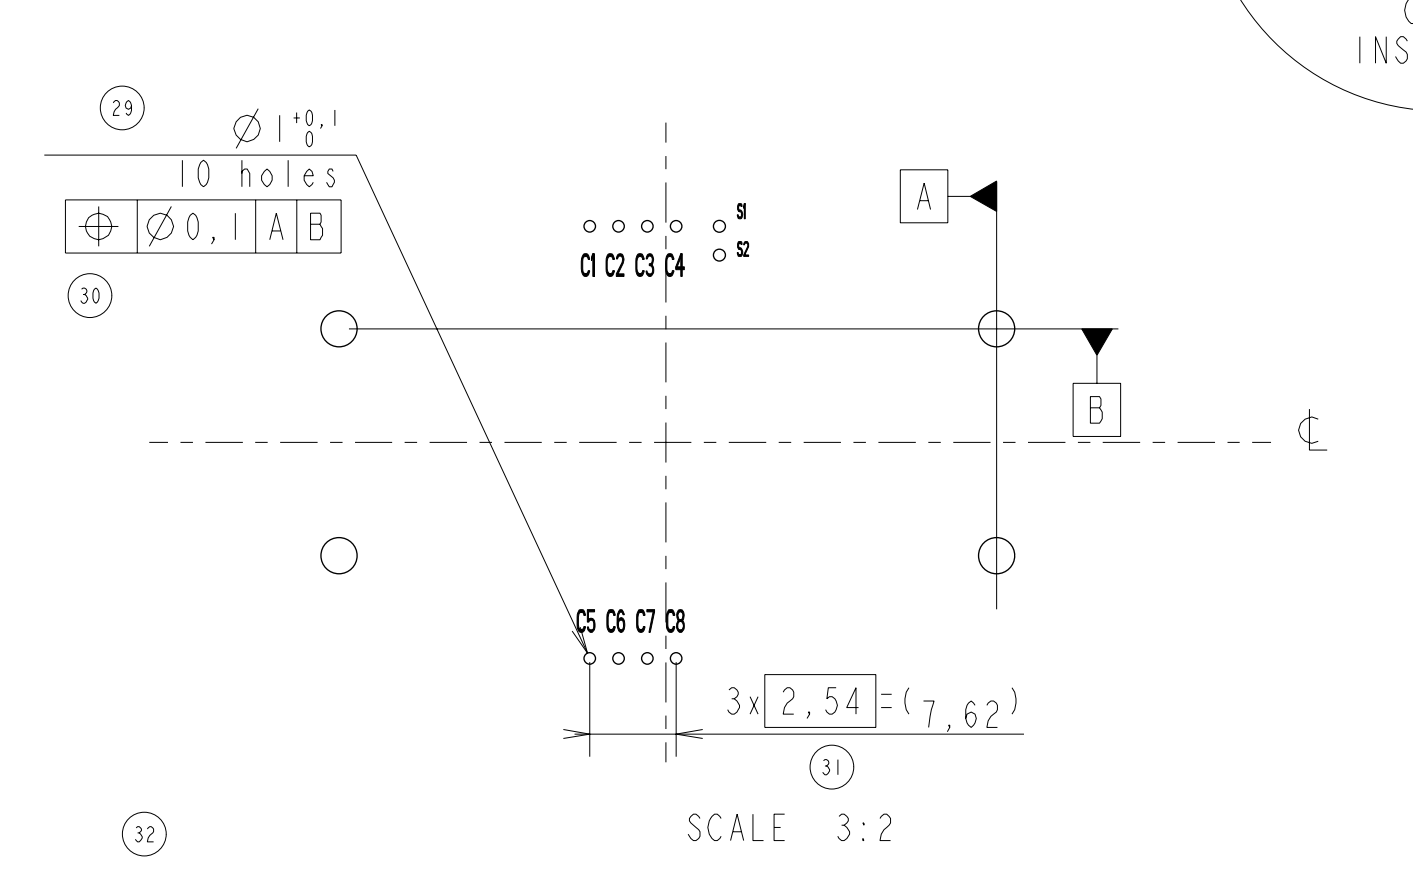 INS
29
Ø1 +0,1 0
10 holes
⌖ Ø0,1 A B
30
A
S1
S2
C1 C2 C3 C4
B
℄
C5 C6 C7 C8
3x 2,54 =(7,62)
31
SCALE 3:2
32